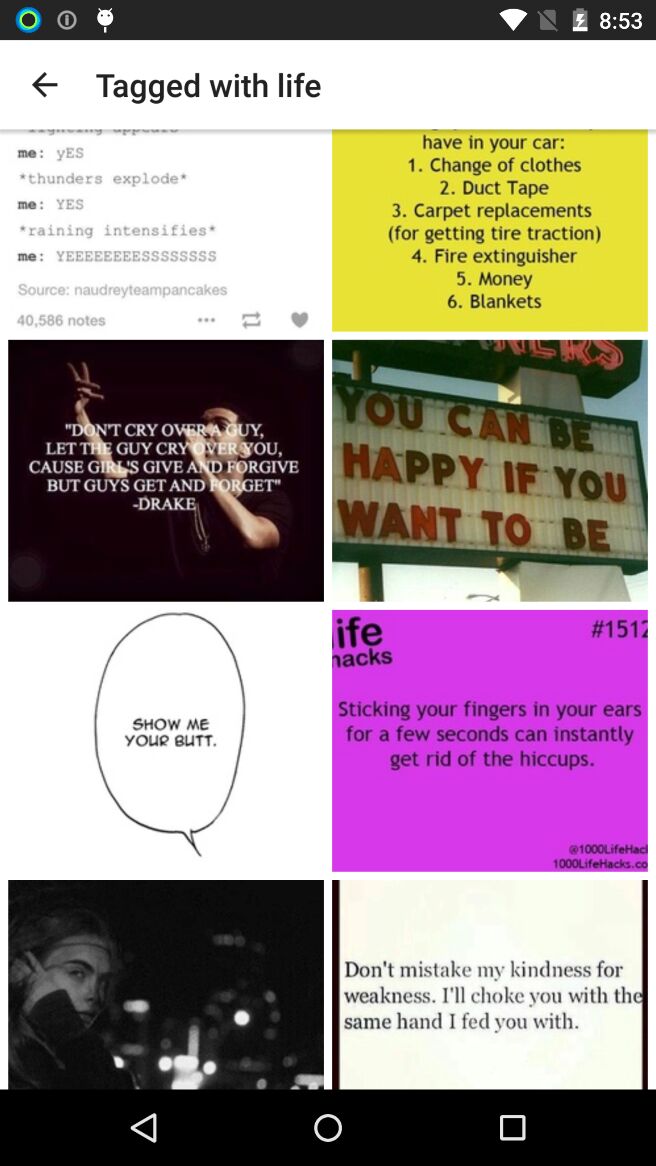 8:53
Tagged with life
me: yES
*thunders explode*
me: YES
*raining intensifies*
me: YEEEEEEEESSSSSSSS
Source: naudreyteampancakes
40,586 notes
have in your car:
1. Change of clothes
2. Duct Tape
3. Carpet replacements
(for getting tire traction)
4. Fire extinguisher
5. Money
6. Blankets
"DON'T CRY OVER A GUY,
LET THE GUY CRY OVER YOU,
CAUSE GIRL'S GIVE AND FORGIVE
BUT GUYS GET AND FORGET"
-DRAKE
YOU CAN BE
HAPPY IF YOU
WANT TO BE
SHOW ME
YOUR BUTT.
ife
hacks
#1512
Sticking your fingers in your ears
for a few seconds can instantly
get rid of the hiccups.
@1000LifeHac
1000LifeHacks.co
Don't mistake my kindness for
weakness. I'll choke you with the
same hand I fed you with.